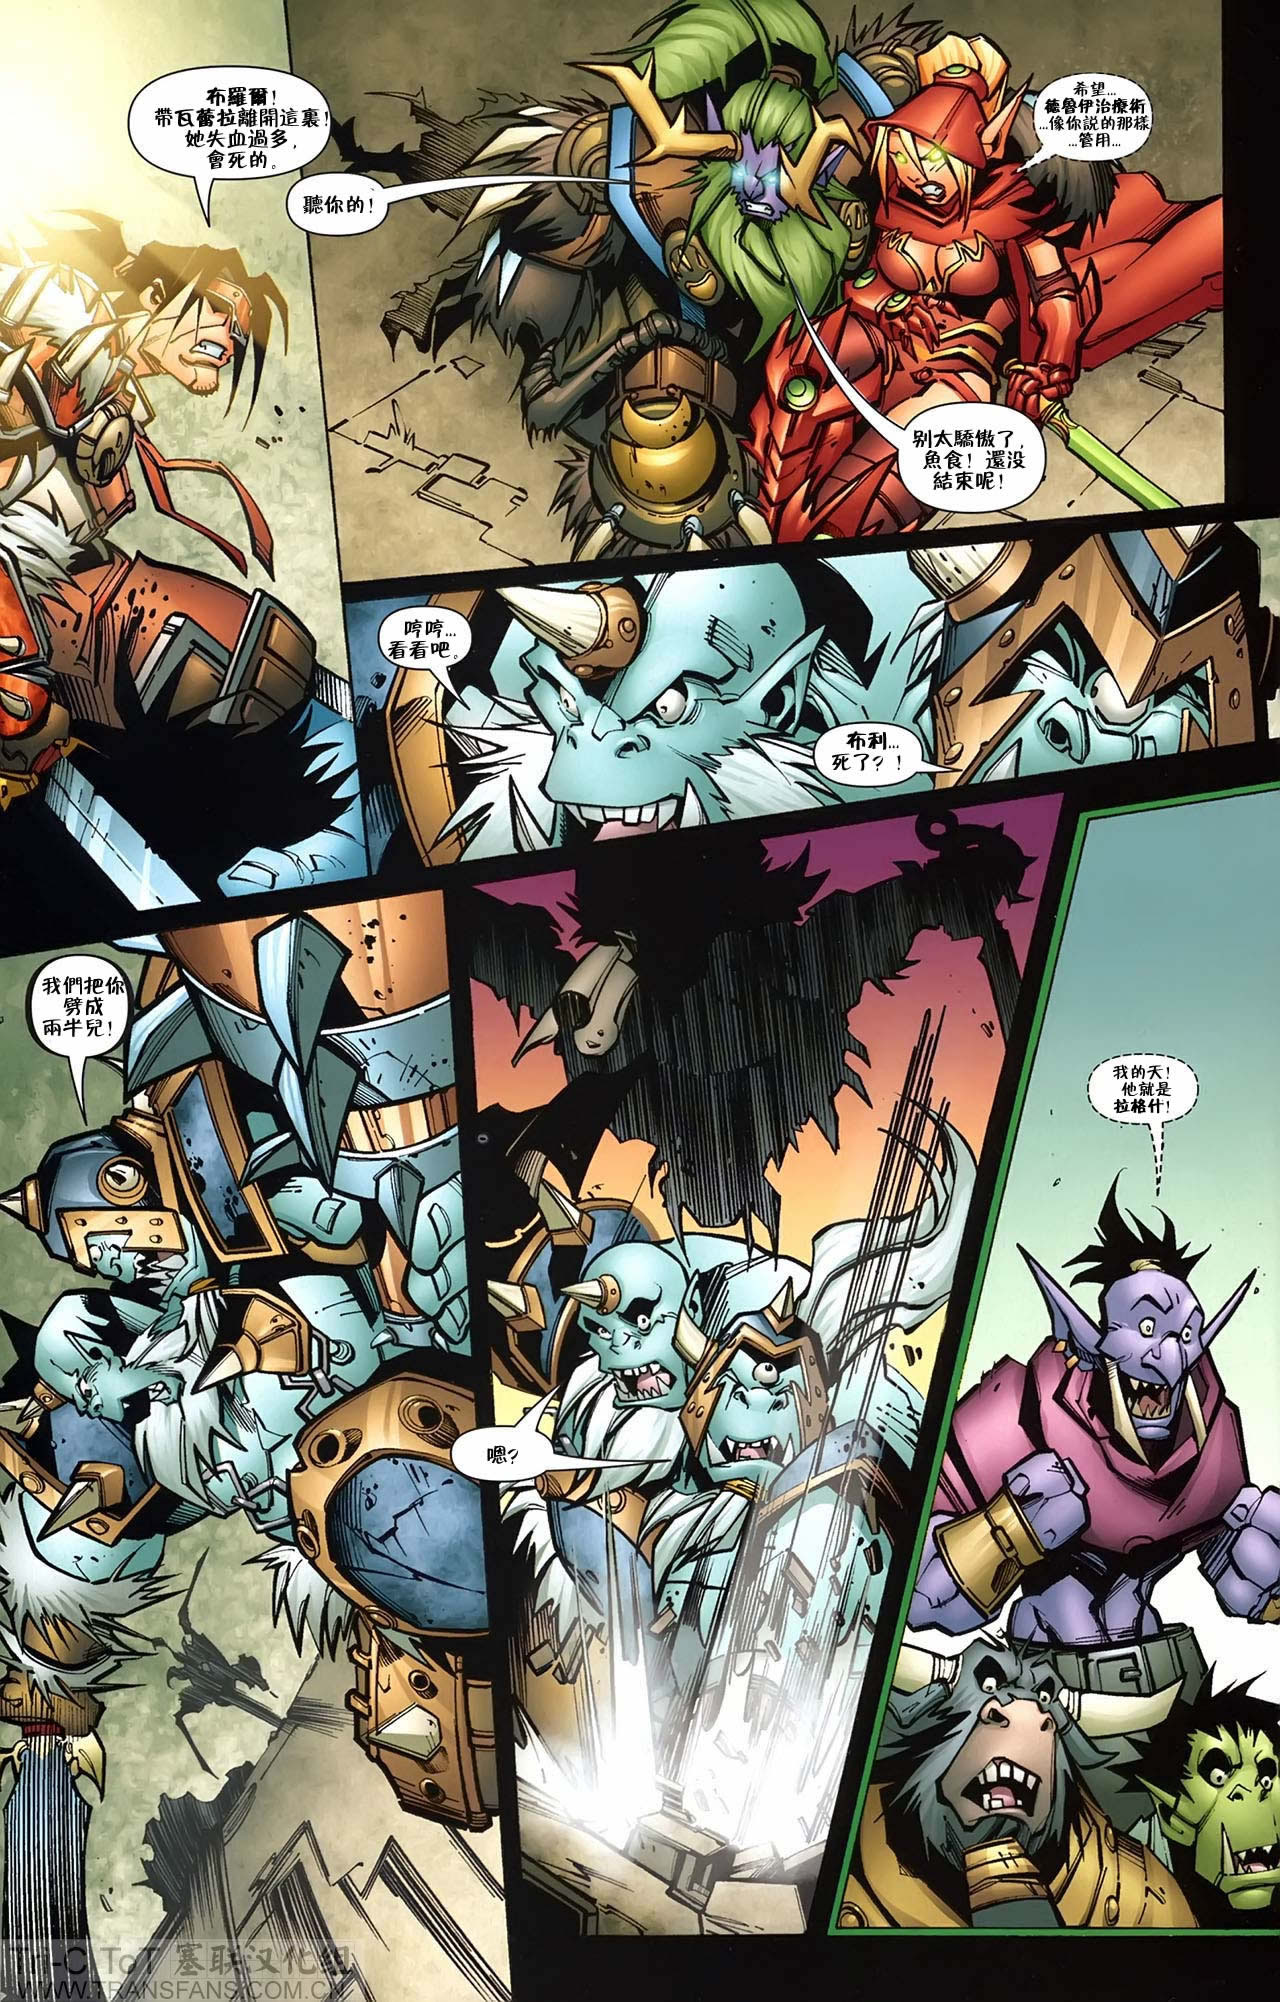 布羅爾!
帶瓦蕾拉離開這裏!
她失血過多,
會死的。
聽你的!
希望...
德魯伊治療術
...像你説的那樣
...管用...
别太驕傲了,
魚食! 還没
結束呢!
哼哼...
看看吧。
布利...
死了?!
我們把你
劈成
兩半兒!
嗯?
我的天!
他就是
拉格什!
Tri-C ToT 塞联汉化组
WWW.TRANSFANS.COM.CN